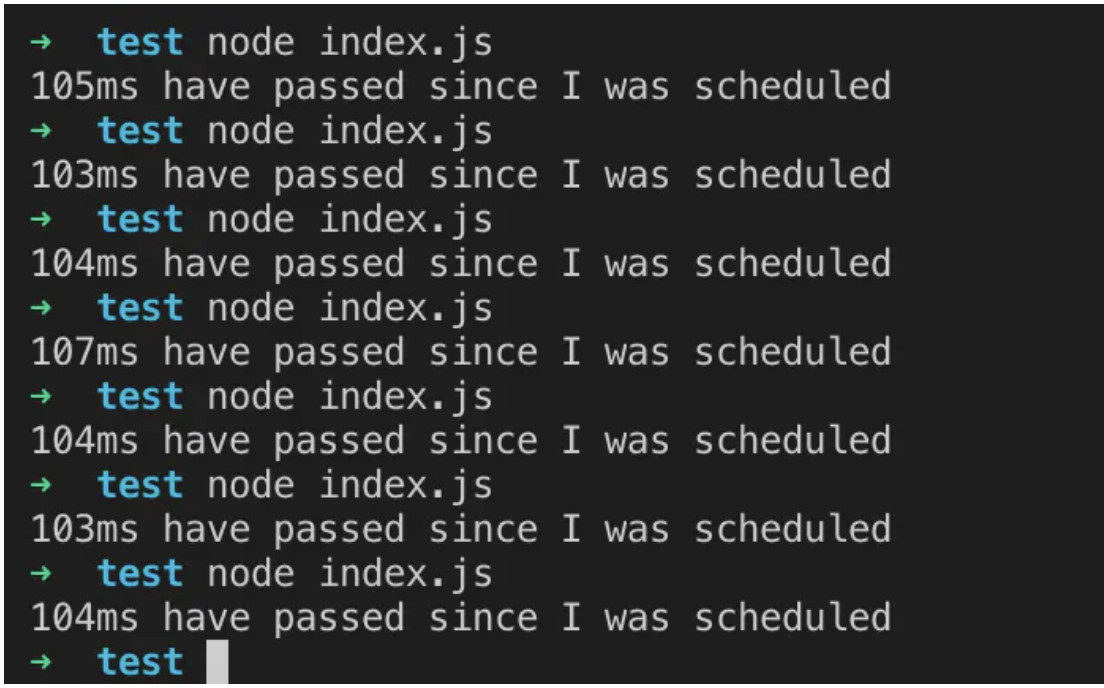 → test node index.js
105ms have passed since I was scheduled
→ test node index.js
103ms have passed since I was scheduled
→ test node index.js
104ms have passed since I was scheduled
→ test node index.js
107ms have passed since I was scheduled
→ test node index.js
104ms have passed since I was scheduled
→ test node index.js
103ms have passed since I was scheduled
→ test node index.js
104ms have passed since I was scheduled
→ test